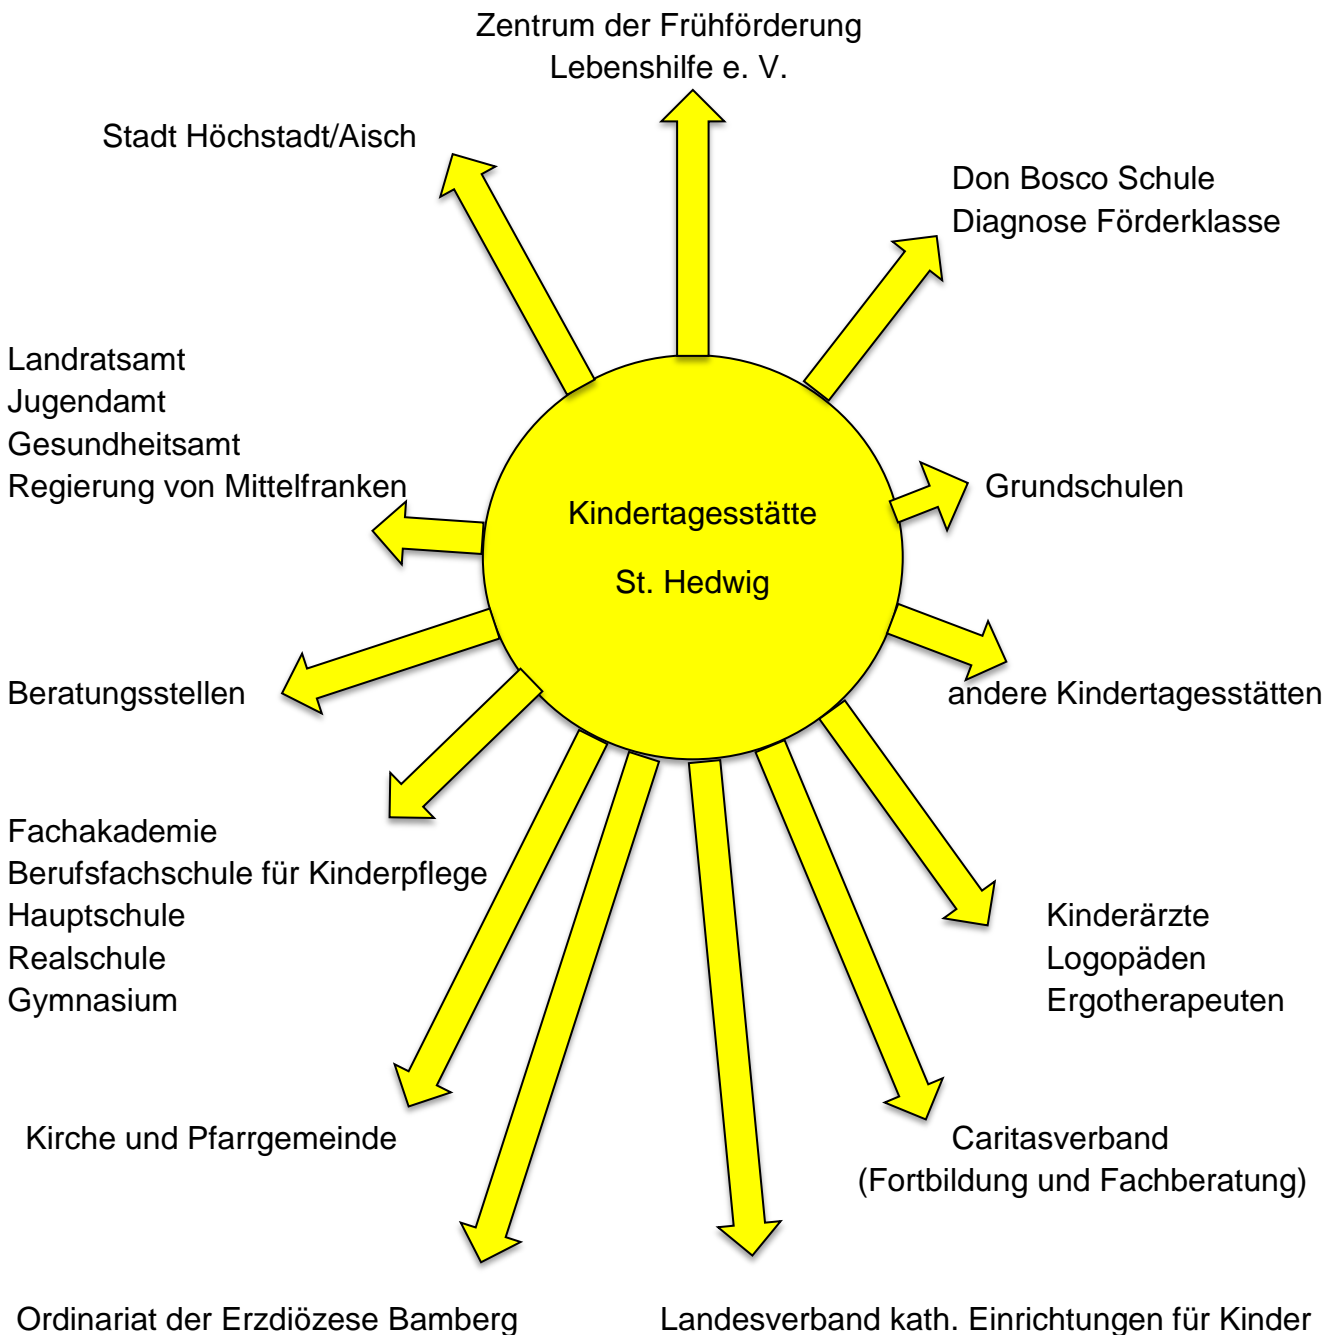 Zentrum der Frühförderung
Lebenshilfe e. V.
Stadt Höchstadt/Aisch
Don Bosco Schule
Diagnose Förderklasse
Landratsamt
Jugendamt
Gesundheitsamt
Regierung von Mittelfranken
Grundschulen
Kindertagesstätte
St. Hedwig
Beratungsstellen
andere Kindertagesstätten
Fachakademie
Berufsfachschule für Kinderpflege
Hauptschule
Realschule
Gymnasium
Kinderärzte
Logopäden
Ergotherapeuten
Kirche und Pfarrgemeinde
Caritasverband
(Fortbildung und Fachberatung)
Ordinariat der Erzdiözese Bamberg
Landesverband kath. Einrichtungen für Kinder